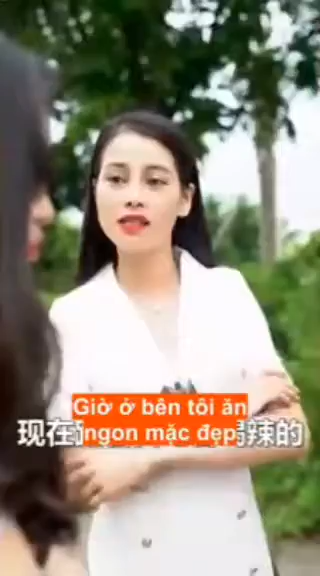 Giờ ở bên tôi ăn
现在
ngon mặc đẹp
辣的